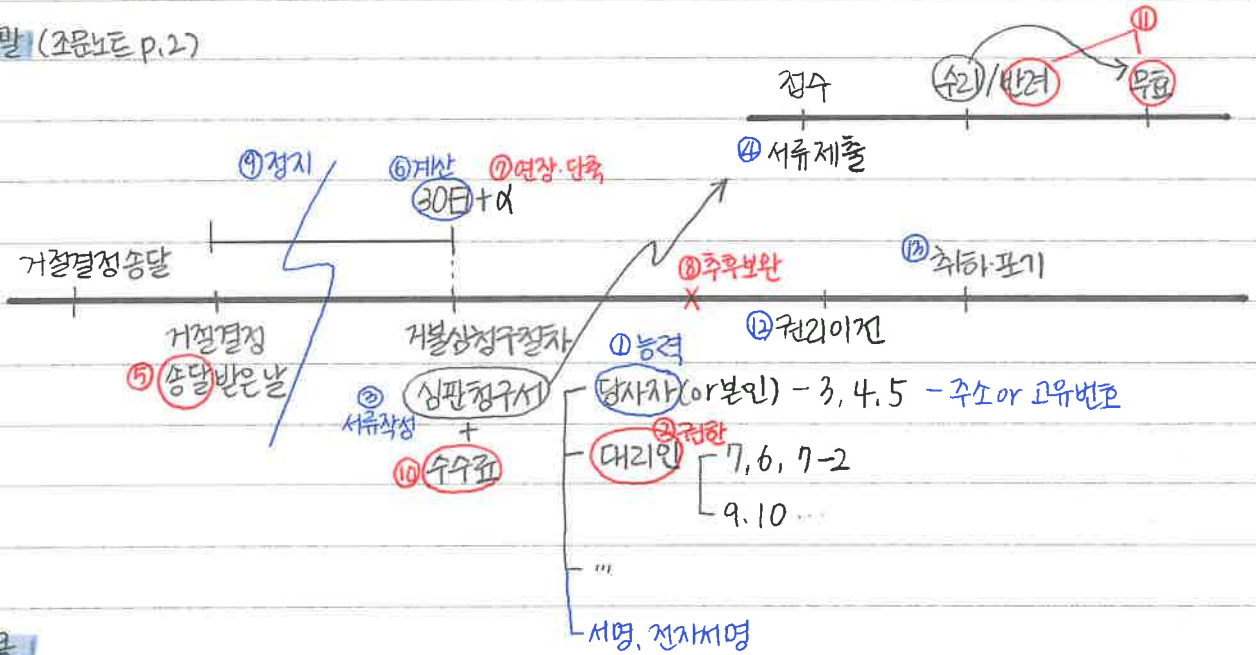 발 (조문노트 p.2)
⑪
접수 수리/반려 무효
④ 서류제출
⑨정지 ⑥계산 ⑦연장·단축
30日+α
거절결정송달 ⑧추후보완 ⑬취하·포기
거절결정 거불심청구절차 ⑫권리이전
⑤송달받은날 ①능력
③ 심판청구서 당사자(or본인) - 3, 4, 5 - 주소 or 고유번호
서류작성 + ②권한
⑩수수료 대리인 7, 6, 7-2
9. 10 …
…
서명, 전자서명